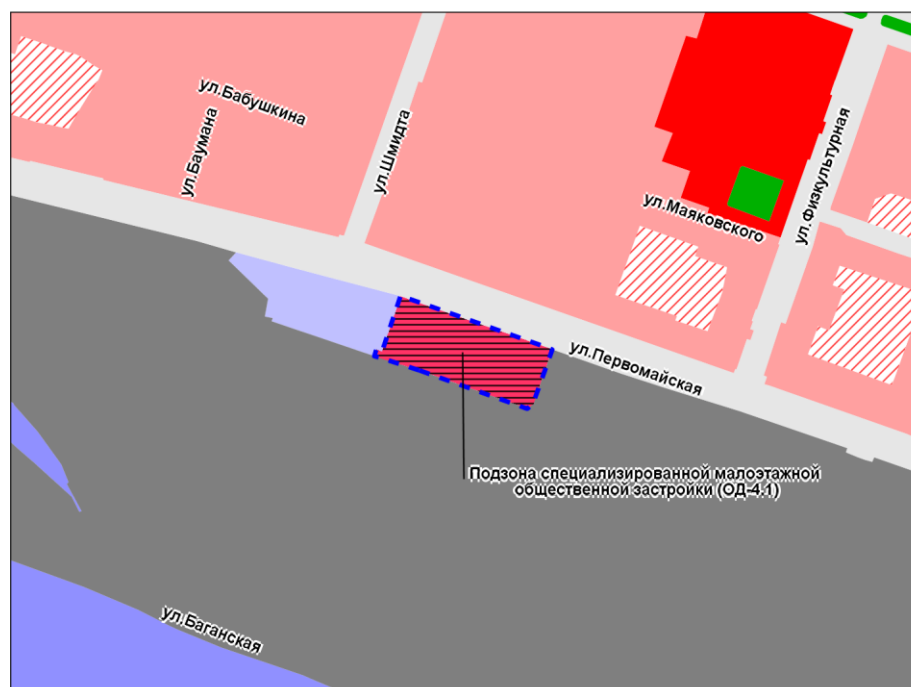 ул.Бабушкина
ул.Баумана
ул.Шмидта
ул.Физкультурная
ул.Маяковского
ул.Первомайская
Подзона специализированной малоэтажной
общественной застройки (ОД-4.1)
ул.Баганская